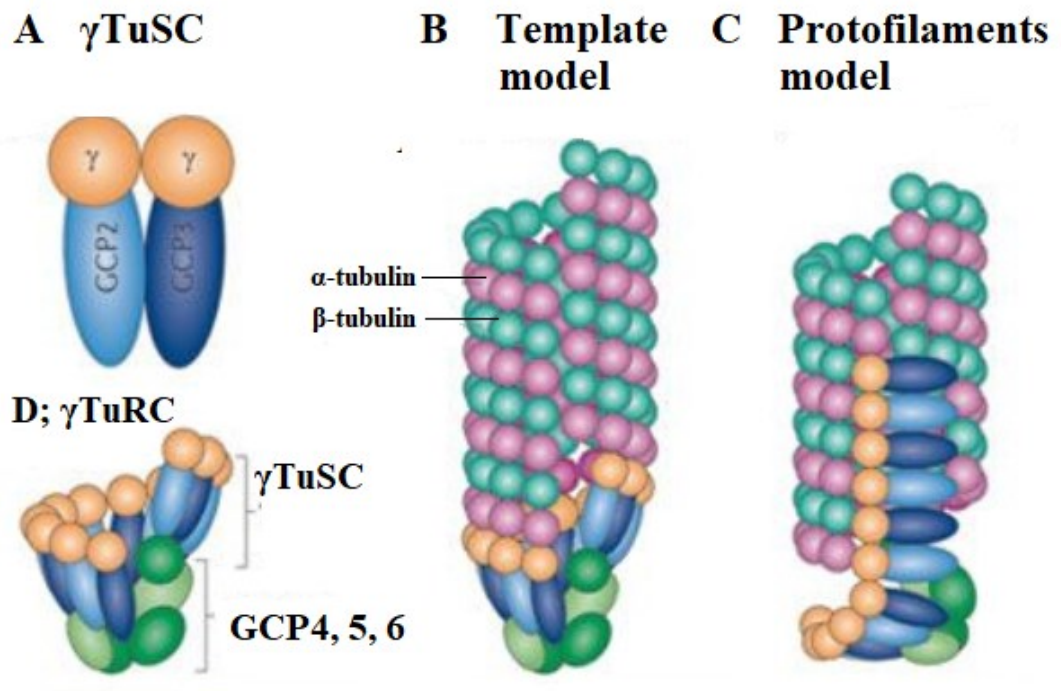 A γTuSC
B Template
model
C Protofilaments
model
γ γ
GCP2 GCP3
α-tubulin
β-tubulin
D; γTuRC
γTuSC
GCP4, 5, 6